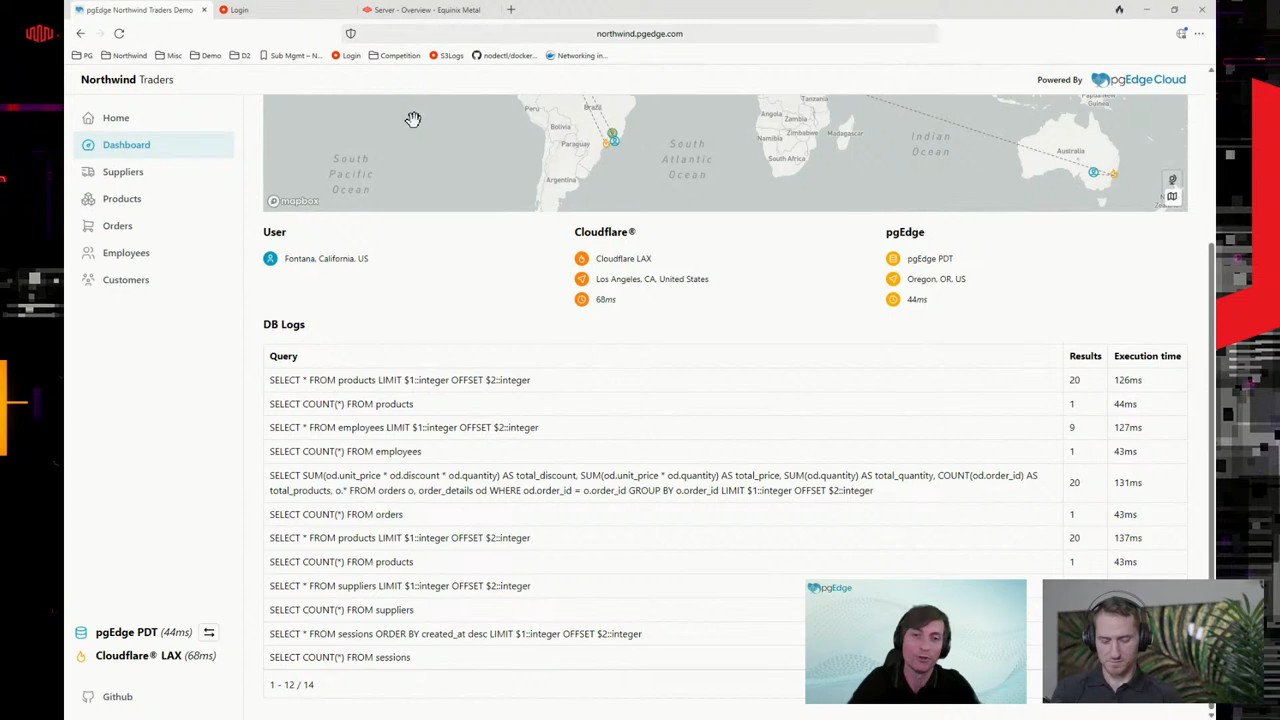 pgEdge Northwind Traders Demo
Login
Server - Overview - Equinix Metal
northwind.pgedge.com
PG
Northwind
Misc
Demo
D2
Sub Mgmt – N...
Login
Competition
S3Logs
nodectl/docker...
Networking in...
Northwind Traders
Powered By pgEdge Cloud
Home
Dashboard
Suppliers
Products
Orders
Employees
Customers
Peru
Brazil
Bolivia
Paraguay
Argentina
South
Pacific
Ocean
South
Atlantic
Ocean
Angola
Zambia
Tanzania
Namibia
Zimbabwe
Madagascar
South Africa
Indian
Ocean
Papua New
Guinea
Australia
mapbox
User
Cloudflare®
pgEdge
Fontana, California, US
Cloudflare LAX
pgEdge PDT
Los Angeles, CA, United States
Oregon, OR, US
68ms
44ms
DB Logs
Query Results Execution time
SELECT * FROM products LIMIT $1::integer OFFSET $2::integer 20 126ms
SELECT COUNT(*) FROM products 1 44ms
SELECT * FROM employees LIMIT $1::integer OFFSET $2::integer 9 127ms
SELECT COUNT(*) FROM employees 1 43ms
SELECT SUM(od.unit_price * od.discount * od.quantity) AS total_discount, SUM(od.unit_price * od.quantity) AS total_price, SUM(od.quantity) AS total_quantity, COUNT(od.order_id) AS
total_products, o.* FROM orders o, order_details od WHERE od.order_id = o.order_id GROUP BY o.order_id LIMIT $1::integer OFFSET $2::integer 20 131ms
SELECT COUNT(*) FROM orders 1 43ms
SELECT * FROM products LIMIT $1::integer OFFSET $2::integer 20 137ms
SELECT COUNT(*) FROM products 1 43ms
SELECT * FROM suppliers LIMIT $1::integer OFFSET $2::integer
SELECT COUNT(*) FROM suppliers
SELECT * FROM sessions ORDER BY created_at desc LIMIT $1::integer OFFSET $2::integer
SELECT COUNT(*) FROM sessions
1 - 12 / 14
pgEdge PDT (44ms)
Cloudflare® LAX (68ms)
Github
pgEdge